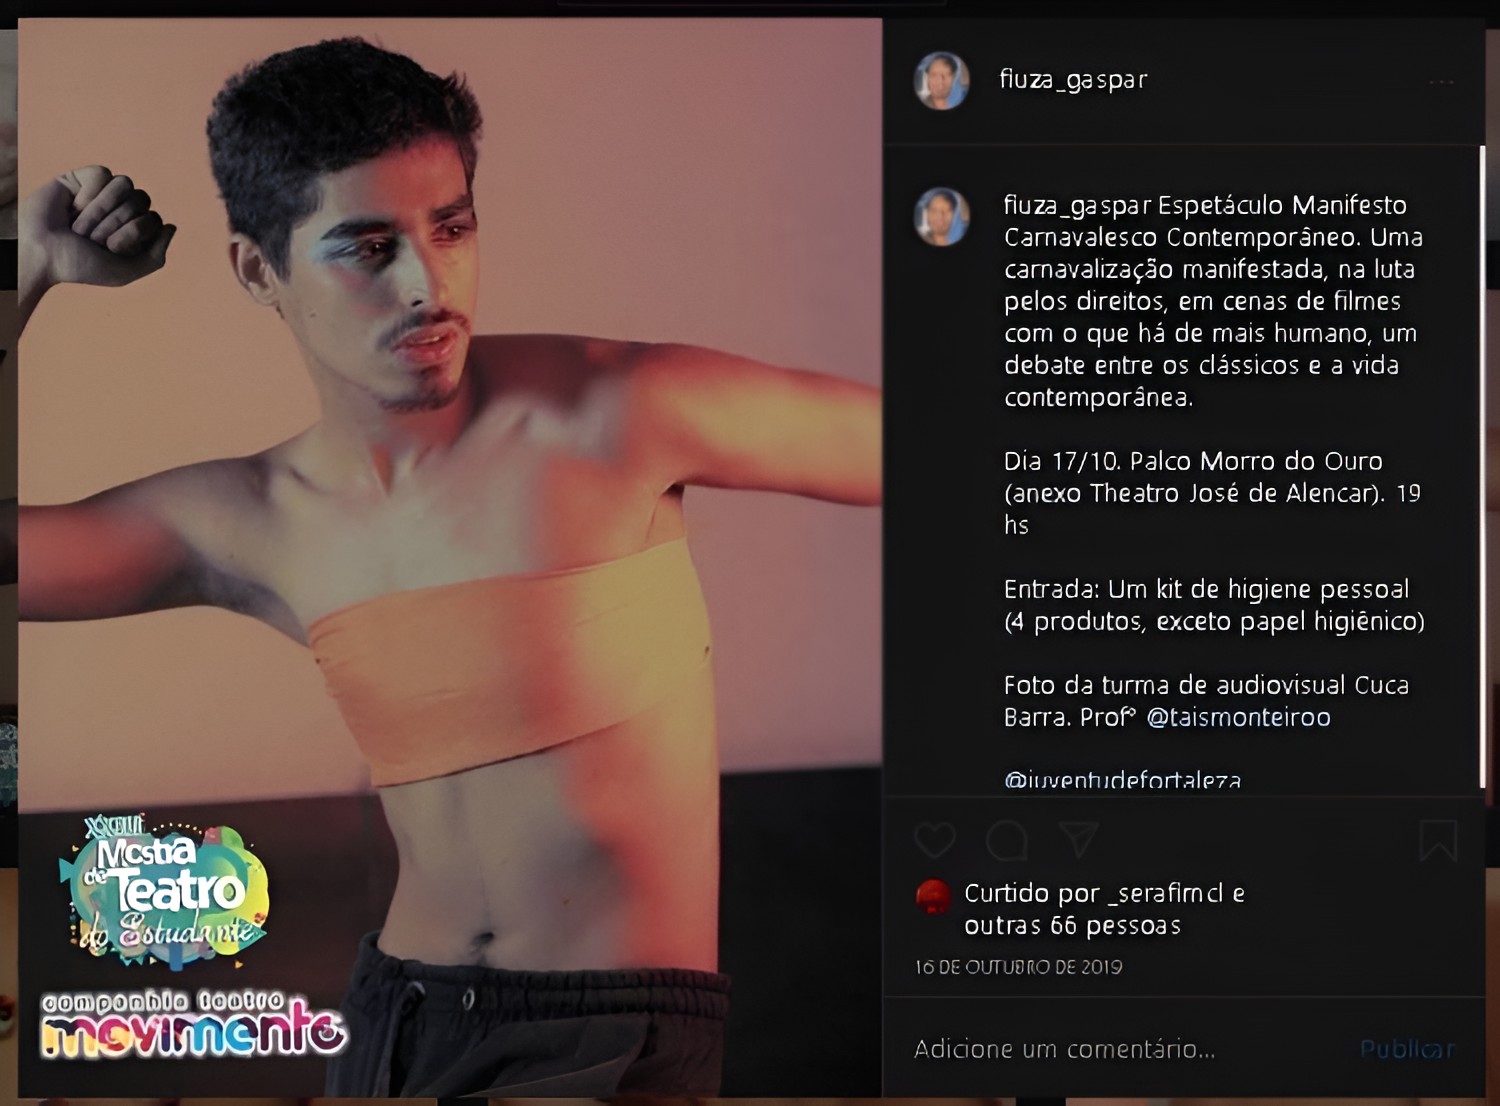 fiuza_gaspar
fiuza_gaspar Espetáculo Manifesto
Carnavalesco Contemporâneo. Uma
carnavalização manifestada, na luta
pelos direitos, em cenas de filmes
com o que há de mais humano, um
debate entre os clássicos e a vida
contemporânea.
Dia 17/10. Palco Morro do Ouro
(anexo Theatro José de Alencar). 19
hs
Entrada: Um kit de higiene pessoal
(4 produtos, exceto papel higiênico)
Foto da turma de audiovisual Cuca
Barra. Profº @taismonteiroo
@juventudefortaleza
Curtido por _serafimcl e
outras 66 pessoas
16 DE OUTUBRO DE 2019
Adicione um comentário...
Publicar
Mostra
de Teatro
do Estudante
companhia teatro
movimento